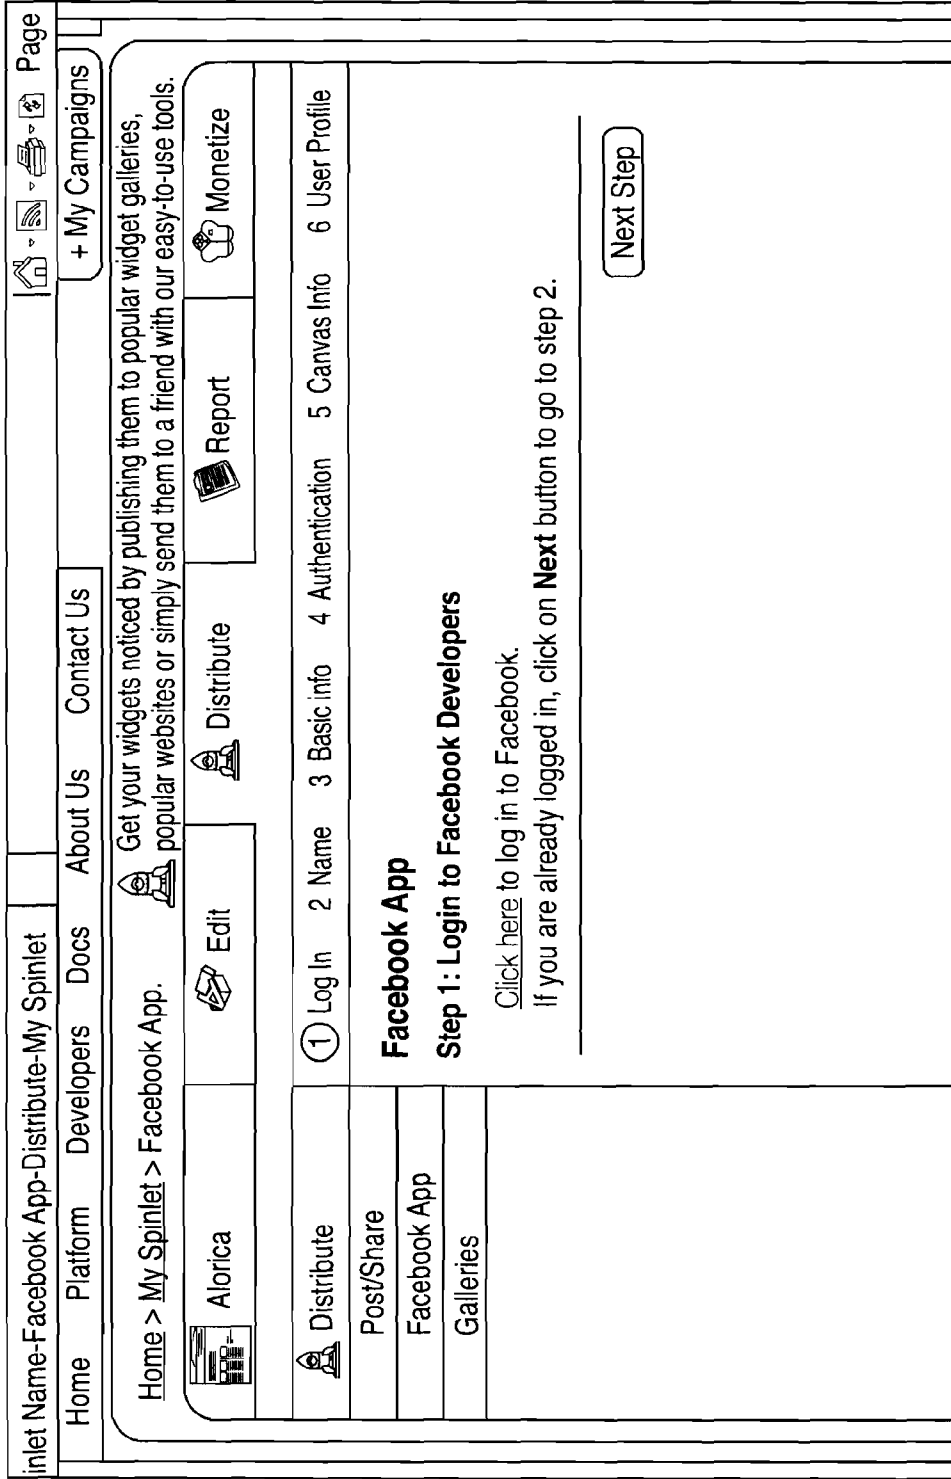 inlet Name-Facebook App-Distribute-My Spinlet
Page
Home Platform Developers Docs About Us Contact Us
+ My Campaigns
Home > My Spinlet > Facebook App.
Get your widgets noticed by publishing them to popular widget galleries,
popular websites or simply send them to a friend with our easy-to-use tools.
Alorica
Edit
Distribute
Report
Monetize
Distribute
Post/Share
Facebook App
Galleries
1 Log In 2 Name 3 Basic info 4 Authentication 5 Canvas Info 6 User Profile
Facebook App
Step 1: Login to Facebook Developers
Click here to log in to Facebook.
If you are already logged in, click on Next button to go to step 2.
Next Step